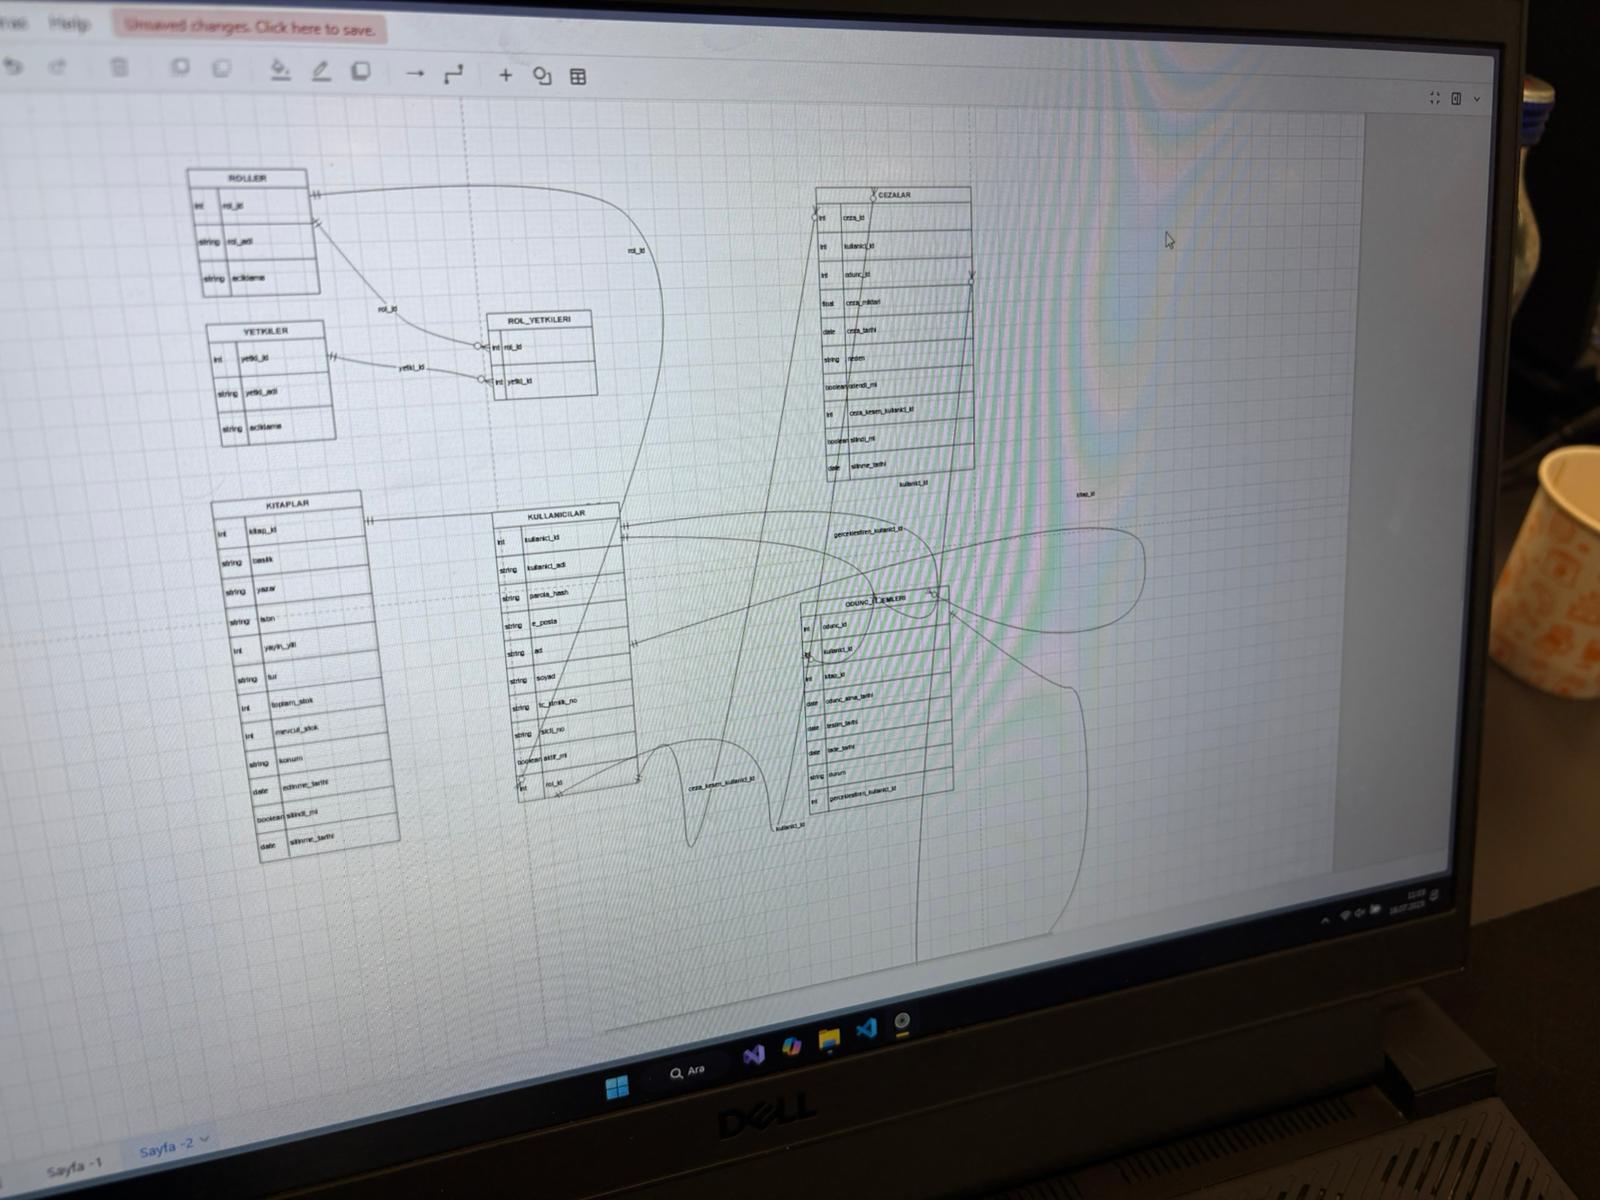 Help
Unsaved changes. Click here to save.
ROLLER
int rol_id
string rol_adi
string aciklama
YETKILER
int yetki_id
string yetki_adi
string aciklama
ROL_YETKILERI
int rol_id
int yetki_id
rol_id
rol_id
yetki_id
CEZALAR
int ceza_id
int kullanici_id
int odunc_id
float ceza_miktari
date ceza_tarihi
string neden
boolean odendi_mi
int ceza_kesen_kullanici_id
boolean silindi_mi
date silinme_tarihi
KITAPLAR
int kitap_id
string baslik
string yazar
string isbn
int yayin_yili
string tur
int toplam_stok
int mevcut_stok
string konum
date edinme_tarihi
boolean silindi_mi
date silinme_tarihi
KULLANICILAR
int kullanici_id
string kullanici_adi
string parola_hash
string e_posta
string ad
string soyad
string tc_kimlik_no
string sicil_no
boolean aktif_mi
int rol_id
kullanici_id
kitap_id
gerceklestiren_kullanici_id
ODUNC_ISLEMLERI
int odunc_id
kullanici_id
int kitap_id
date odunc_alma_tarihi
date teslim_tarihi
date iade_tarihi
string durum
int gerceklestiren_kullanici_id
ceza_kesen_kullanici_id
kullanici_id
Sayfa -1
Sayfa -2
Ara
DELL